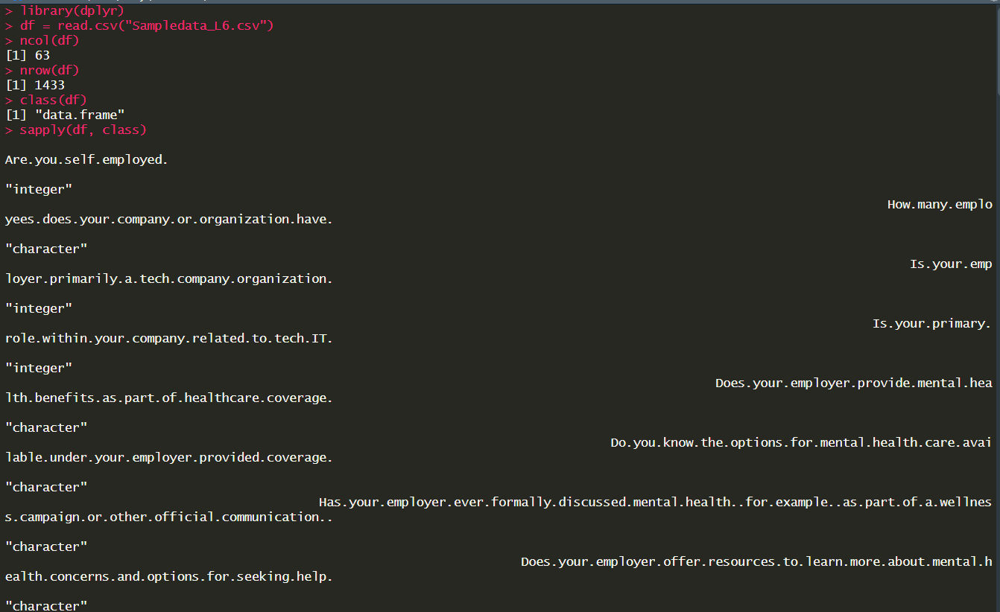 > library(dplyr)
> df = read.csv("Sampledata_L6.csv")
> ncol(df)
[1] 63
> nrow(df)
[1] 1433
> class(df)
[1] "data.frame"
> sapply(df, class)
Are.you.self.employed.
"integer"
How.many.emplo
yees.does.your.company.or.organization.have.
"character"
Is.your.emp
loyer.primarily.a.tech.company.organization.
"integer"
Is.your.primary.
role.within.your.company.related.to.tech.IT.
"integer"
Does.your.employer.provide.mental.hea
lth.benefits.as.part.of.healthcare.coverage.
"character"
Do.you.know.the.options.for.mental.health.care.avai
lable.under.your.employer.provided.coverage.
"character"
Has.your.employer.ever.formally.discussed.mental.health..for.example..as.part.of.a.wellnes
s.campaign.or.other.official.communication..
"character"
Does.your.employer.offer.resources.to.learn.more.about.mental.h
ealth.concerns.and.options.for.seeking.help.
"character"